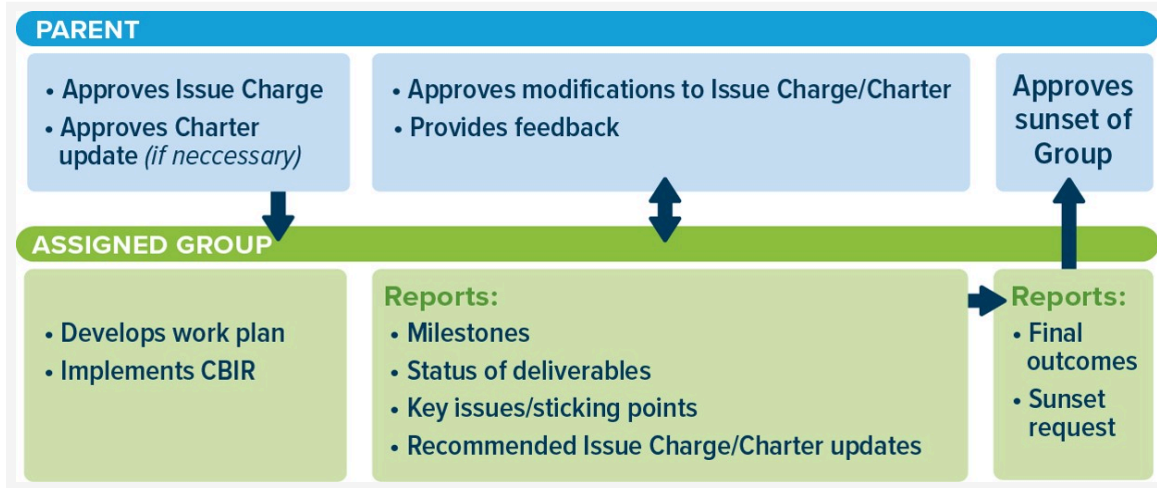 PARENT
• Approves Issue Charge
• Approves Charter
update (if neccessary)
• Approves modifications to Issue Charge/Charter
• Provides feedback
Approves
sunset of
Group
ASSIGNED GROUP
• Develops work plan
• Implements CBIR
Reports:
• Milestones
• Status of deliverables
• Key issues/sticking points
• Recommended Issue Charge/Charter updates
Reports:
• Final
outcomes
• Sunset
request